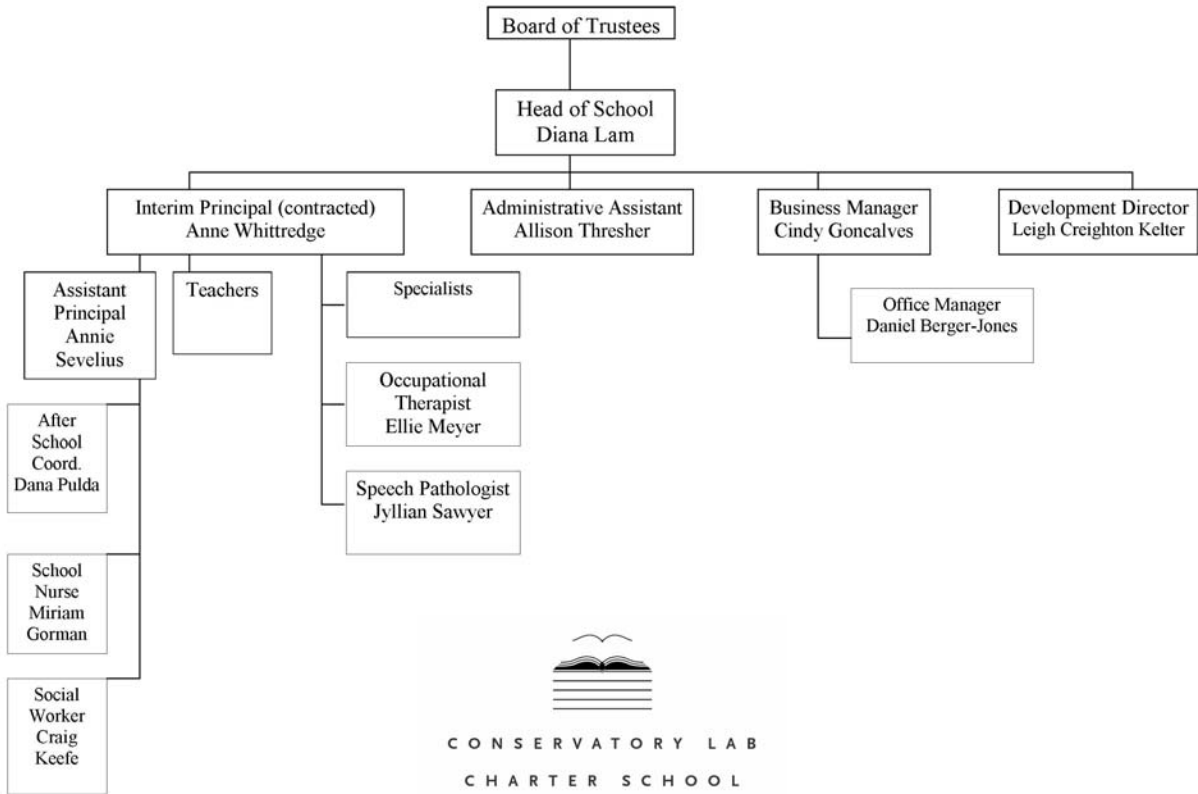 Board of Trustees
Head of School
Diana Lam
Interim Principal (contracted)
Anne Whittredge
Administrative Assistant
Allison Thresher
Business Manager
Cindy Goncalves
Development Director
Leigh Creighton Kelter
Assistant
Principal
Annie
Sevelius
Teachers
Specialists
Office Manager
Daniel Berger-Jones
Occupational
Therapist
Ellie Meyer
After
School
Coord.
Dana Pulda
Speech Pathologist
Jyllian Sawyer
School
Nurse
Miriam
Gorman
Social
Worker
Craig
Keefe
CONSERVATORY LAB
CHARTER SCHOOL